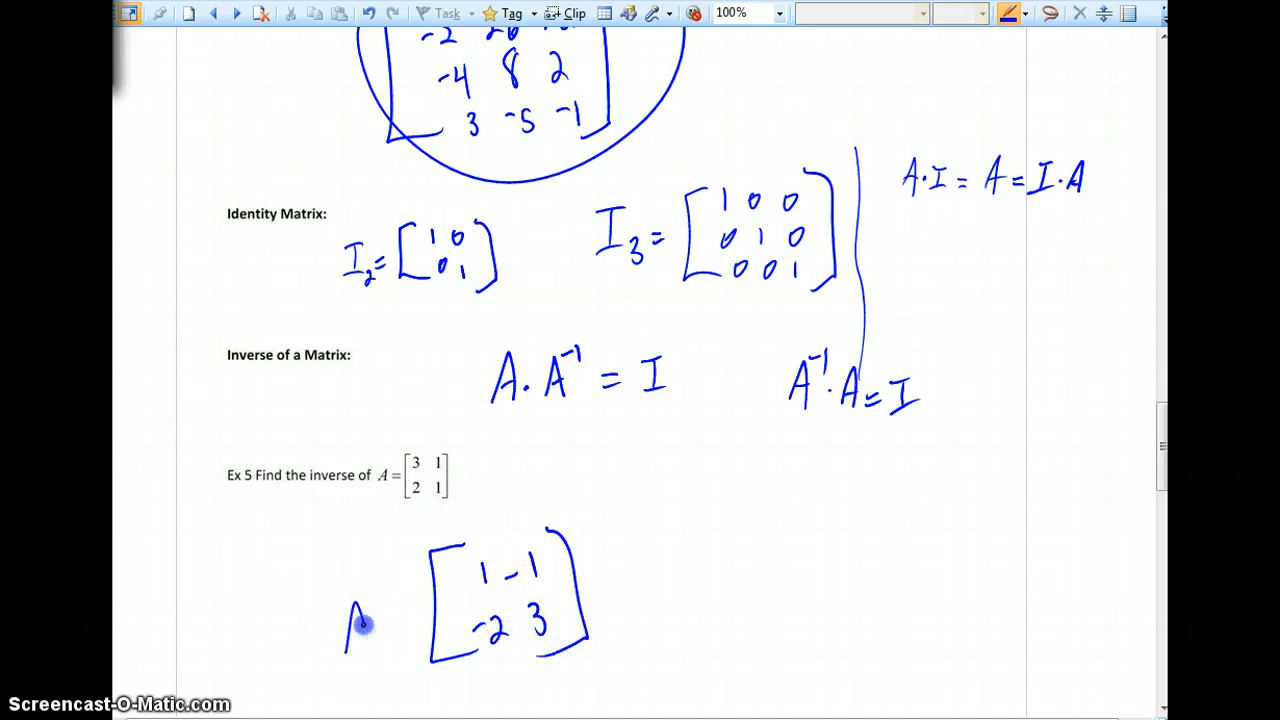 Task Tag Clip 100%
-2 20
-4 8 2
3 -5 -1
A·I = A = I·A
Identity Matrix:
I₂ = [1 0
0 1]
I₃ = [1 0 0
0 1 0
0 0 1]
Inverse of a Matrix:
A·A⁻¹ = I
A⁻¹·A = I
Ex 5 Find the inverse of A = [3 1
2 1]
[1 -1
-2 3]
Screencast-O-Matic.com